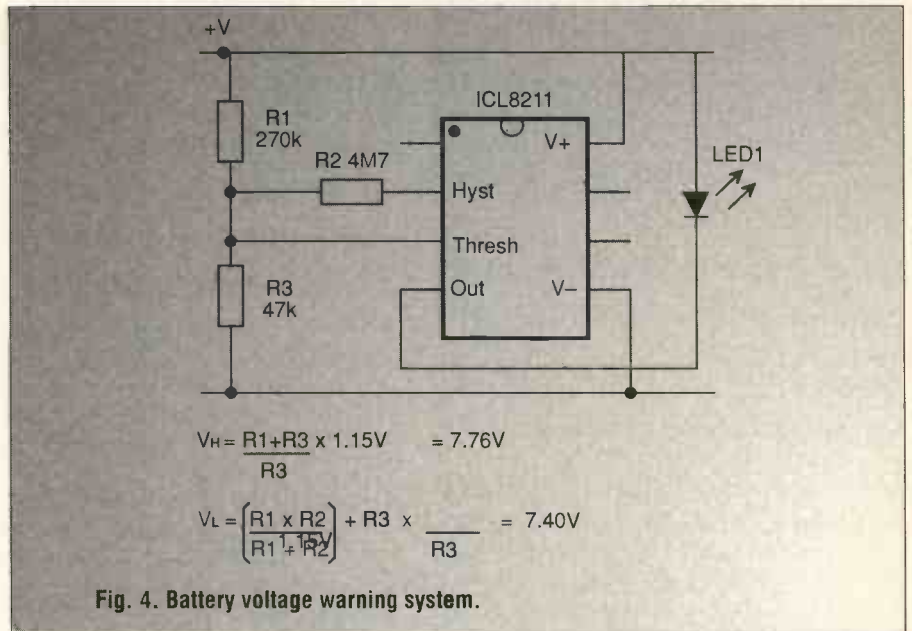 +V
ICL8211
R1
270k
V+
LED1
R2 4M7
Hyst
Thresh
R3
47k
Out
V–
VH = R1+R3 x 1.15V = 7.76V
R3
VL = (R1 x R2) + R3 x = 7.40V
1.15V
(R1 + R2) R3
Fig. 4. Battery voltage warning system.